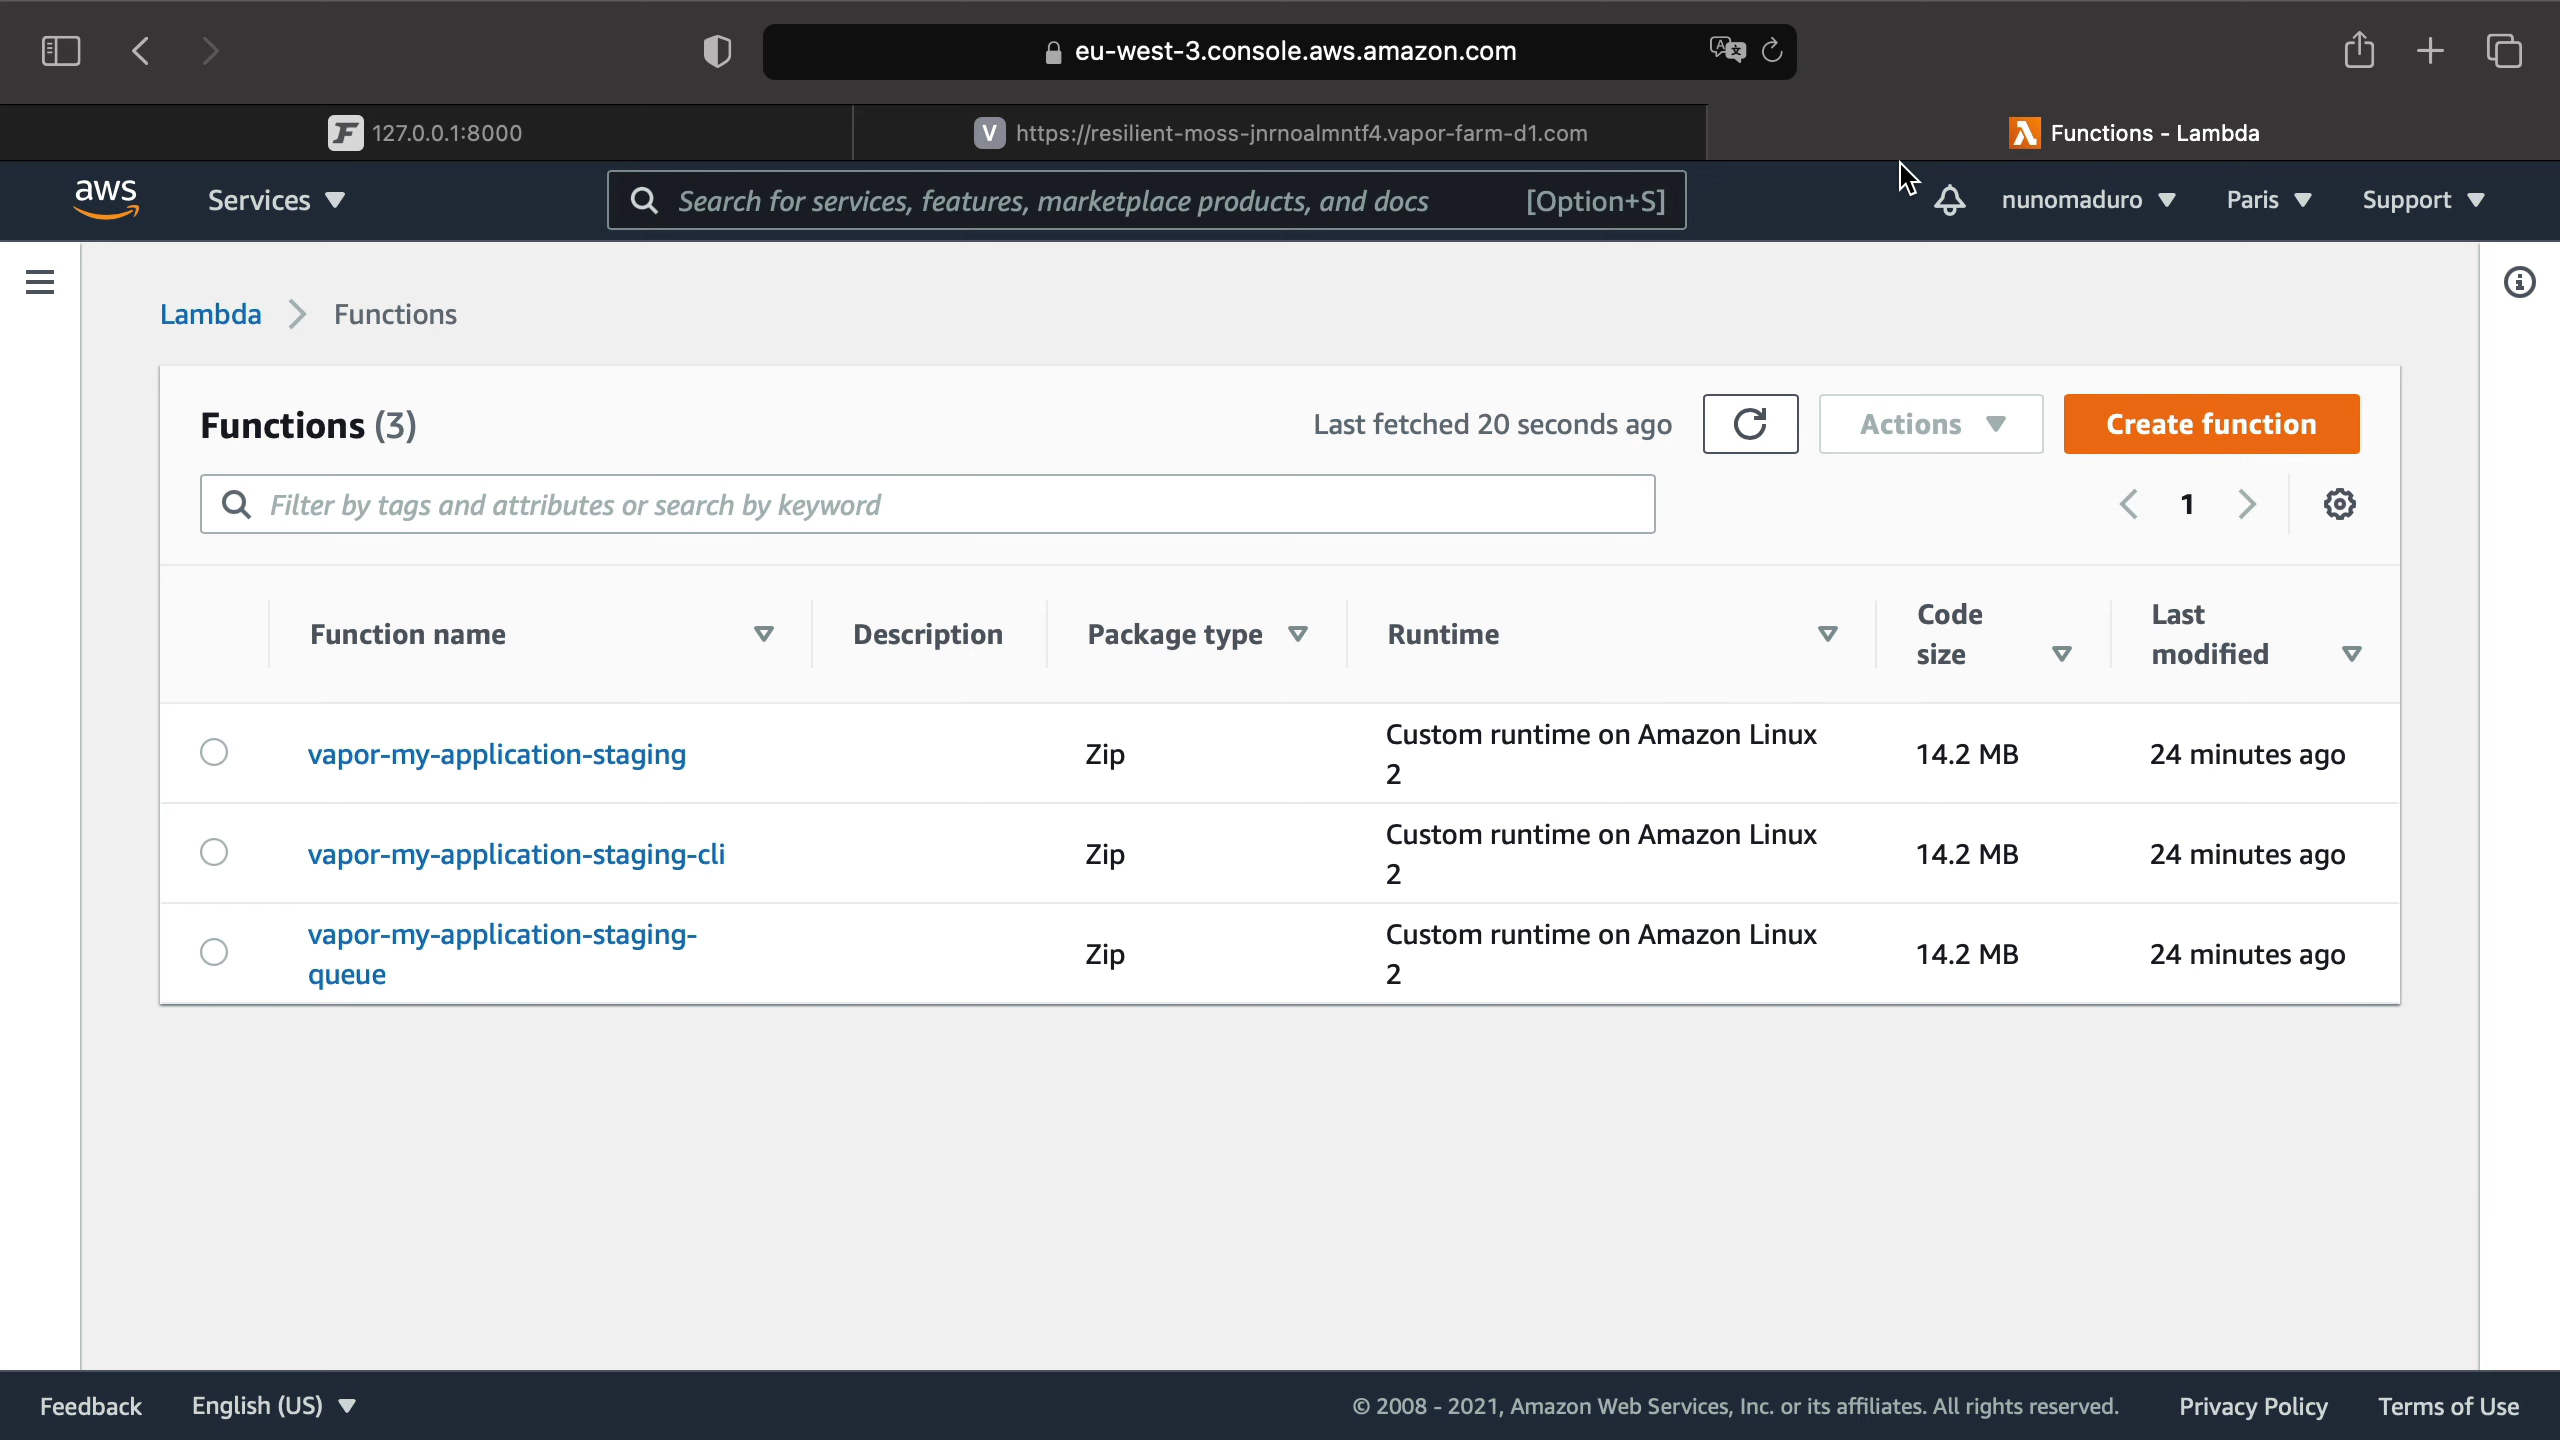 eu-west-3.console.aws.amazon.com
127.0.0.1:8000
V https://resilient-moss-jnrnoalmntf4.vapor-farm-d1.com
Functions - Lambda
aws
Services
Search for services, features, marketplace products, and docs [Option+S]
nunomaduro
Paris
Support
Lambda
Functions
Functions (3)
Last fetched 20 seconds ago
Actions
Create function
Filter by tags and attributes or search by keyword
1
Function name
Description
Package type
Runtime
Code
size
Last
modified
vapor-my-application-staging
Zip
Custom runtime on Amazon Linux
2
14.2 MB
24 minutes ago
vapor-my-application-staging-cli
Zip
Custom runtime on Amazon Linux
2
14.2 MB
24 minutes ago
vapor-my-application-staging-
queue
Zip
Custom runtime on Amazon Linux
2
14.2 MB
24 minutes ago
Feedback
English (US)
© 2008 - 2021, Amazon Web Services, Inc. or its affiliates. All rights reserved.
Privacy Policy
Terms of Use